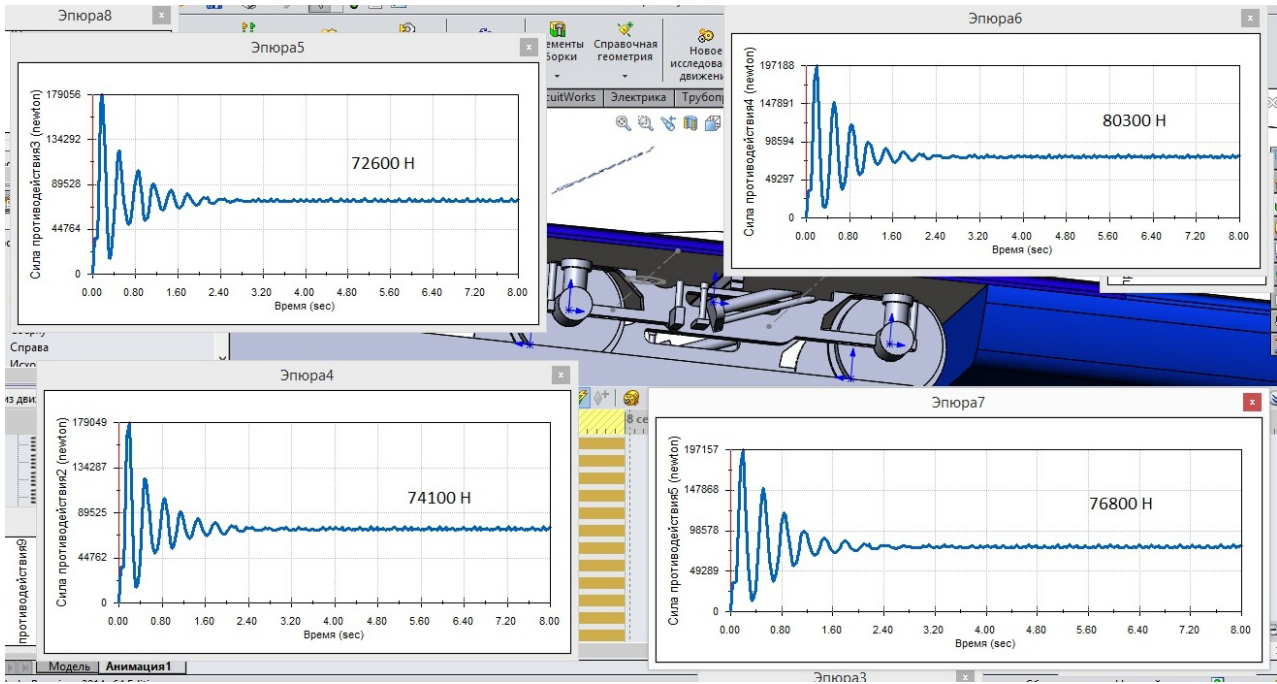 Эпюра8
Эпюра5
Сила противодействия3 (newton)
179056
134292
89528
44764
0
72600 Н
0.00 0.80 1.60 2.40 3.20 4.00 4.80 5.60 6.40 7.20 8.00
Время (sec)
Справочная
геометрия
Новое
Электрика
Эпюра6
Сила противодействия4 (newton)
197188
147891
98594
49297
0
80300 Н
0.00 0.80 1.60 2.40 3.20 4.00 4.80 5.60 6.40 7.20 8.00
Время (sec)
Справа
Эпюра4
Сила противодействия2 (newton)
179049
134287
89525
44762
0
74100 Н
0.00 0.80 1.60 2.40 3.20 4.00 4.80 5.60 6.40 7.20 8.00
Время (sec)
Эпюра7
Сила противодействия5 (newton)
197157
147868
98578
49289
0
76800 Н
0.00 0.80 1.60 2.40 3.20 4.00 4.80 5.60 6.40 7.20 8.00
Время (sec)
противодействия9
Модель Анимация1
Эпюра3